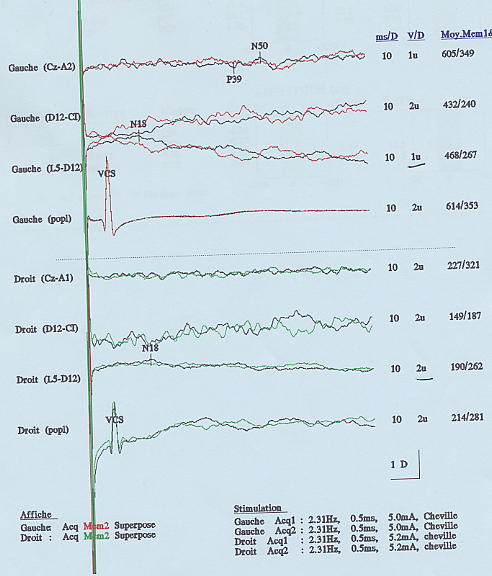 ms/D V/D Moy.Mem1&
N50
Gauche (Cz-A2) 10 1u 605/349
P39
Gauche (D12-CI) 10 2u 432/240
N18
Gauche (L5-D12) 10 1u 468/267
VCS
Gauche (popl) 10 2u 614/353
Droit (Cz-A1) 10 2u 227/321
Droit (D12-CI) 10 2u 149/187
N18
Droit (L5-D12) 10 2u 190/262
VCS
Droit (popl) 10 2u 214/281
1 D
Affiche
Gauche: Acq Mem2 Superpose
Droit : Acq Mem2 Superpose
Stimulation
Gauche Acq1 : 2.31Hz, 0.5ms, 5.0mA, Cheville
Gauche Acq2 : 2.31Hz, 0.5ms, 5.0mA, Cheville
Droit Acq1 : 2.31Hz, 0.5ms, 5.2mA, cheville
Droit Acq2 : 2.31Hz, 0.5ms, 5.2mA, cheville